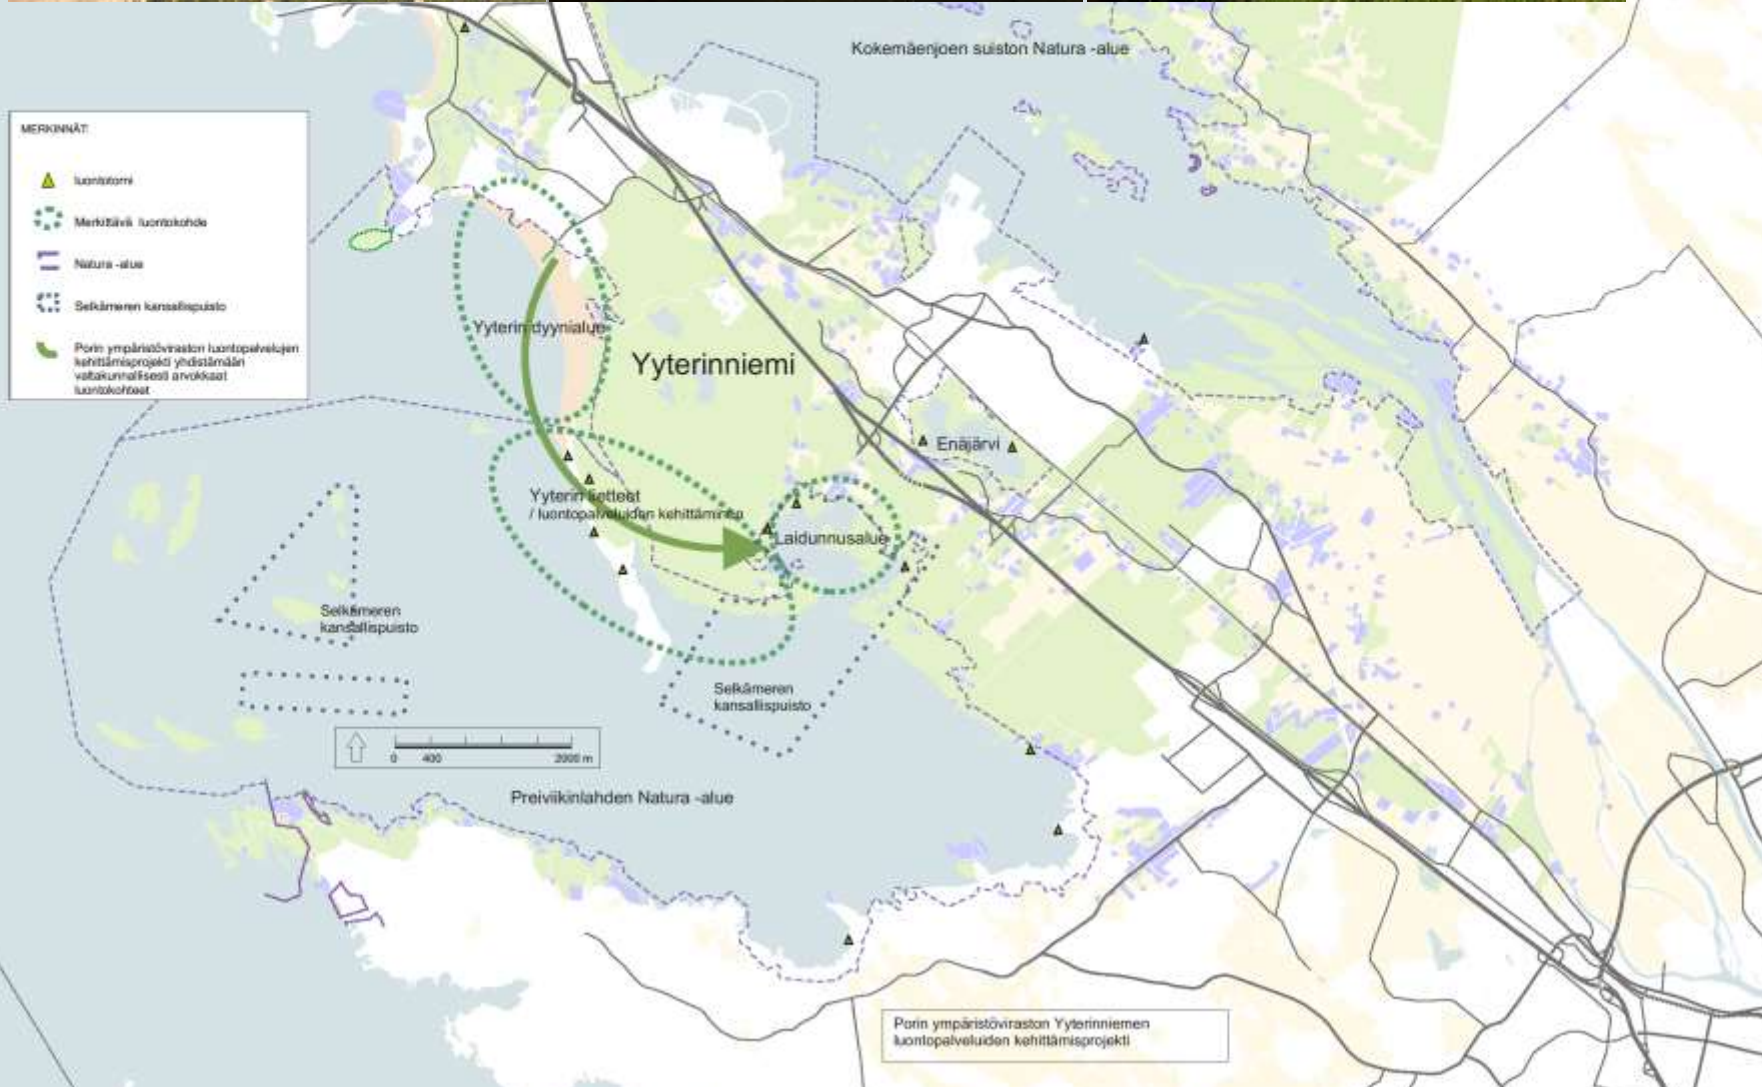 Kokemäenjoen suiston Natura -alue
MERKINNÄT:
luontotorni
Merkittävä luontokohde
Natura -alue
Selkämeren kansallispuisto
Porin ympäristöviraston luontopalvelujen
kehittämisprojekti yhdistämään
valtakunnallisesti arvokkaat
luontokohteet
Yyterin dyynialue
Yyterinniemi
Enäjärvi
Yyterin lietteet
/ luontopalveluiden kehittäminen
Laidunnusalue
Selkämeren
kansallispuisto
Selkämeren
kansallispuisto
0 400 2000 m
Preiviikinlahden Natura -alue
Porin ympäristöviraston Yyterinniemen
luontopalveluiden kehittämisprojekti